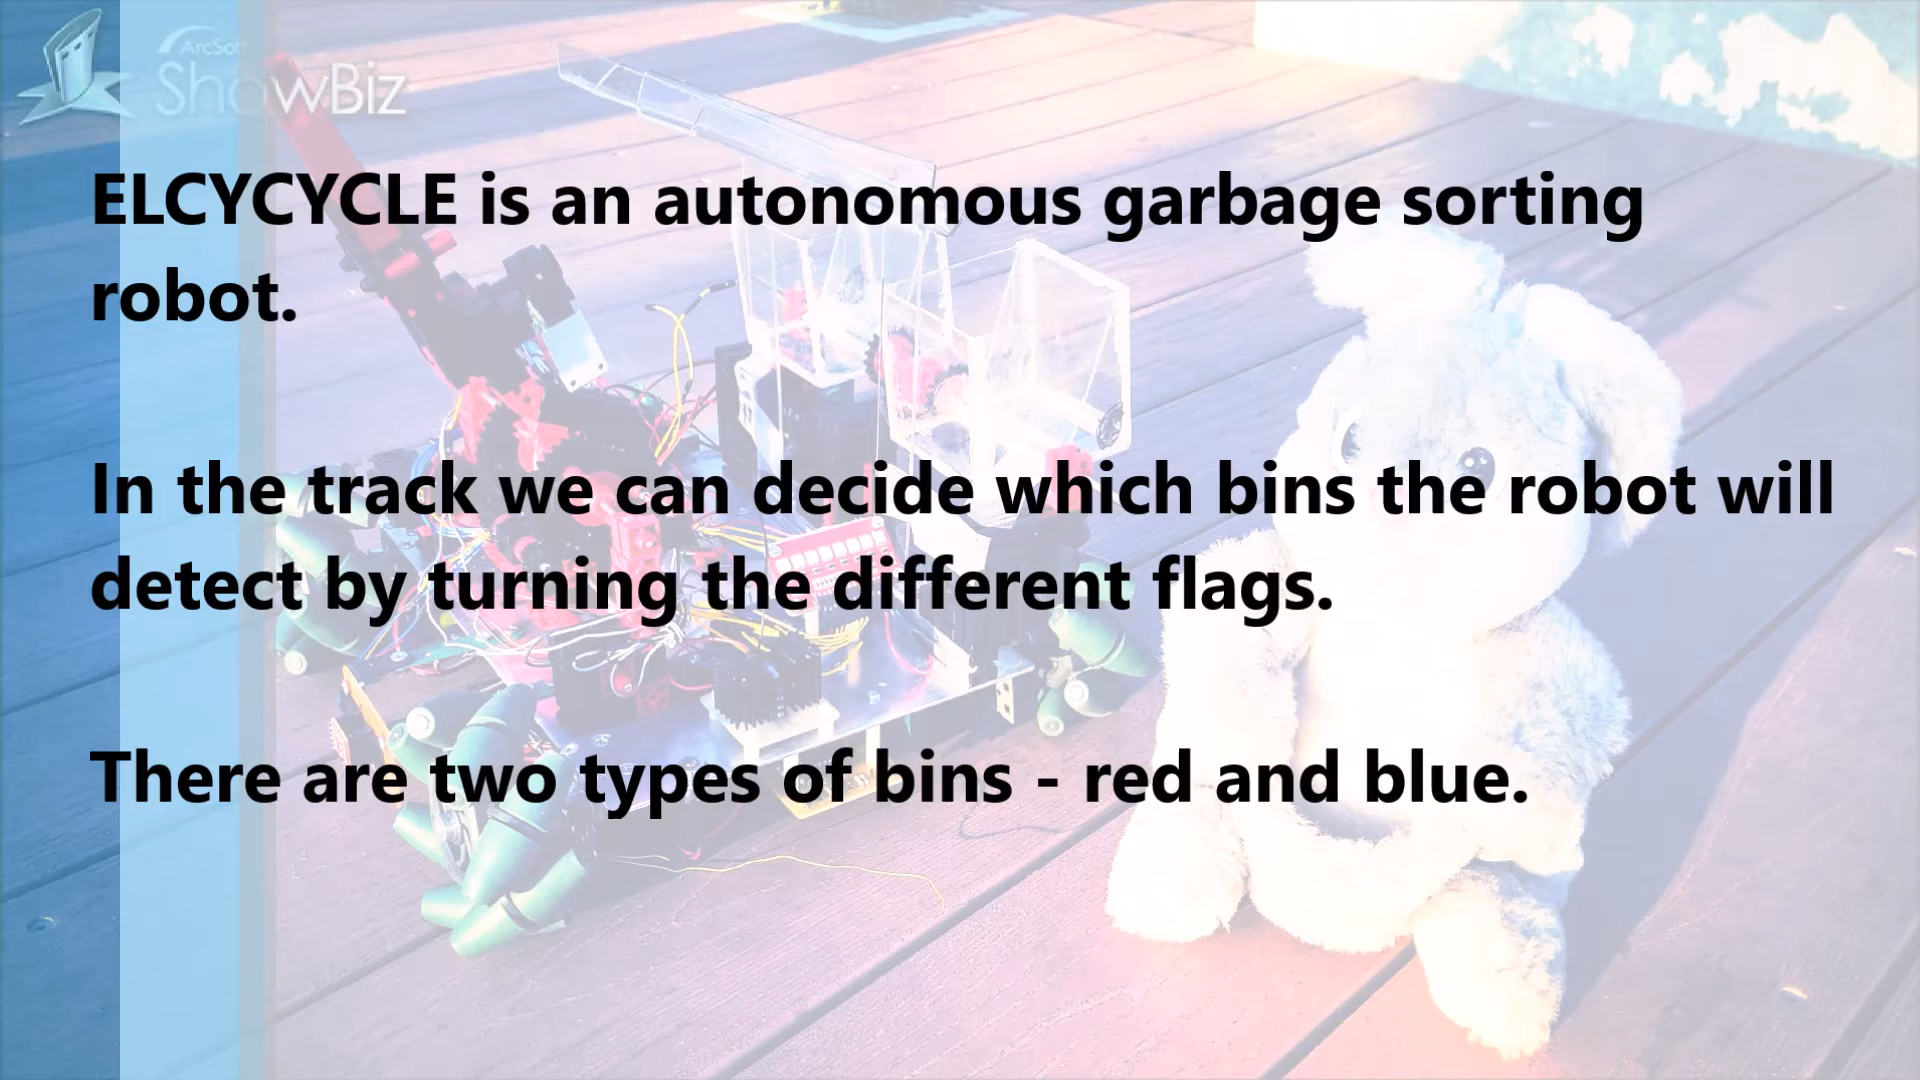 ArcSoft
ShowBiz
ELCYCYCLE is an autonomous garbage sorting
robot.
In the track we can decide which bins the robot will
detect by turning the different flags.
There are two types of bins - red and blue.